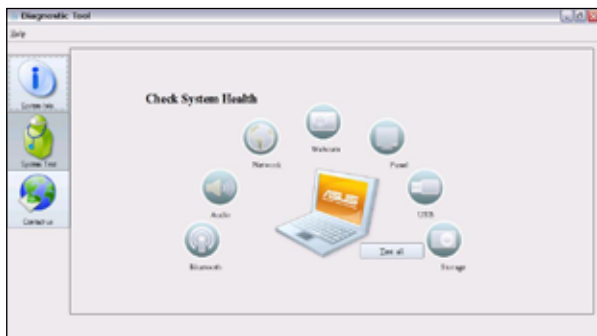 Diagnostic Tool
Help
System Info
System Test
Contact us
Check System Health
Webcam
Network
Panel
Audio
USB
Bluetooth
Storage
ASUS
Test all